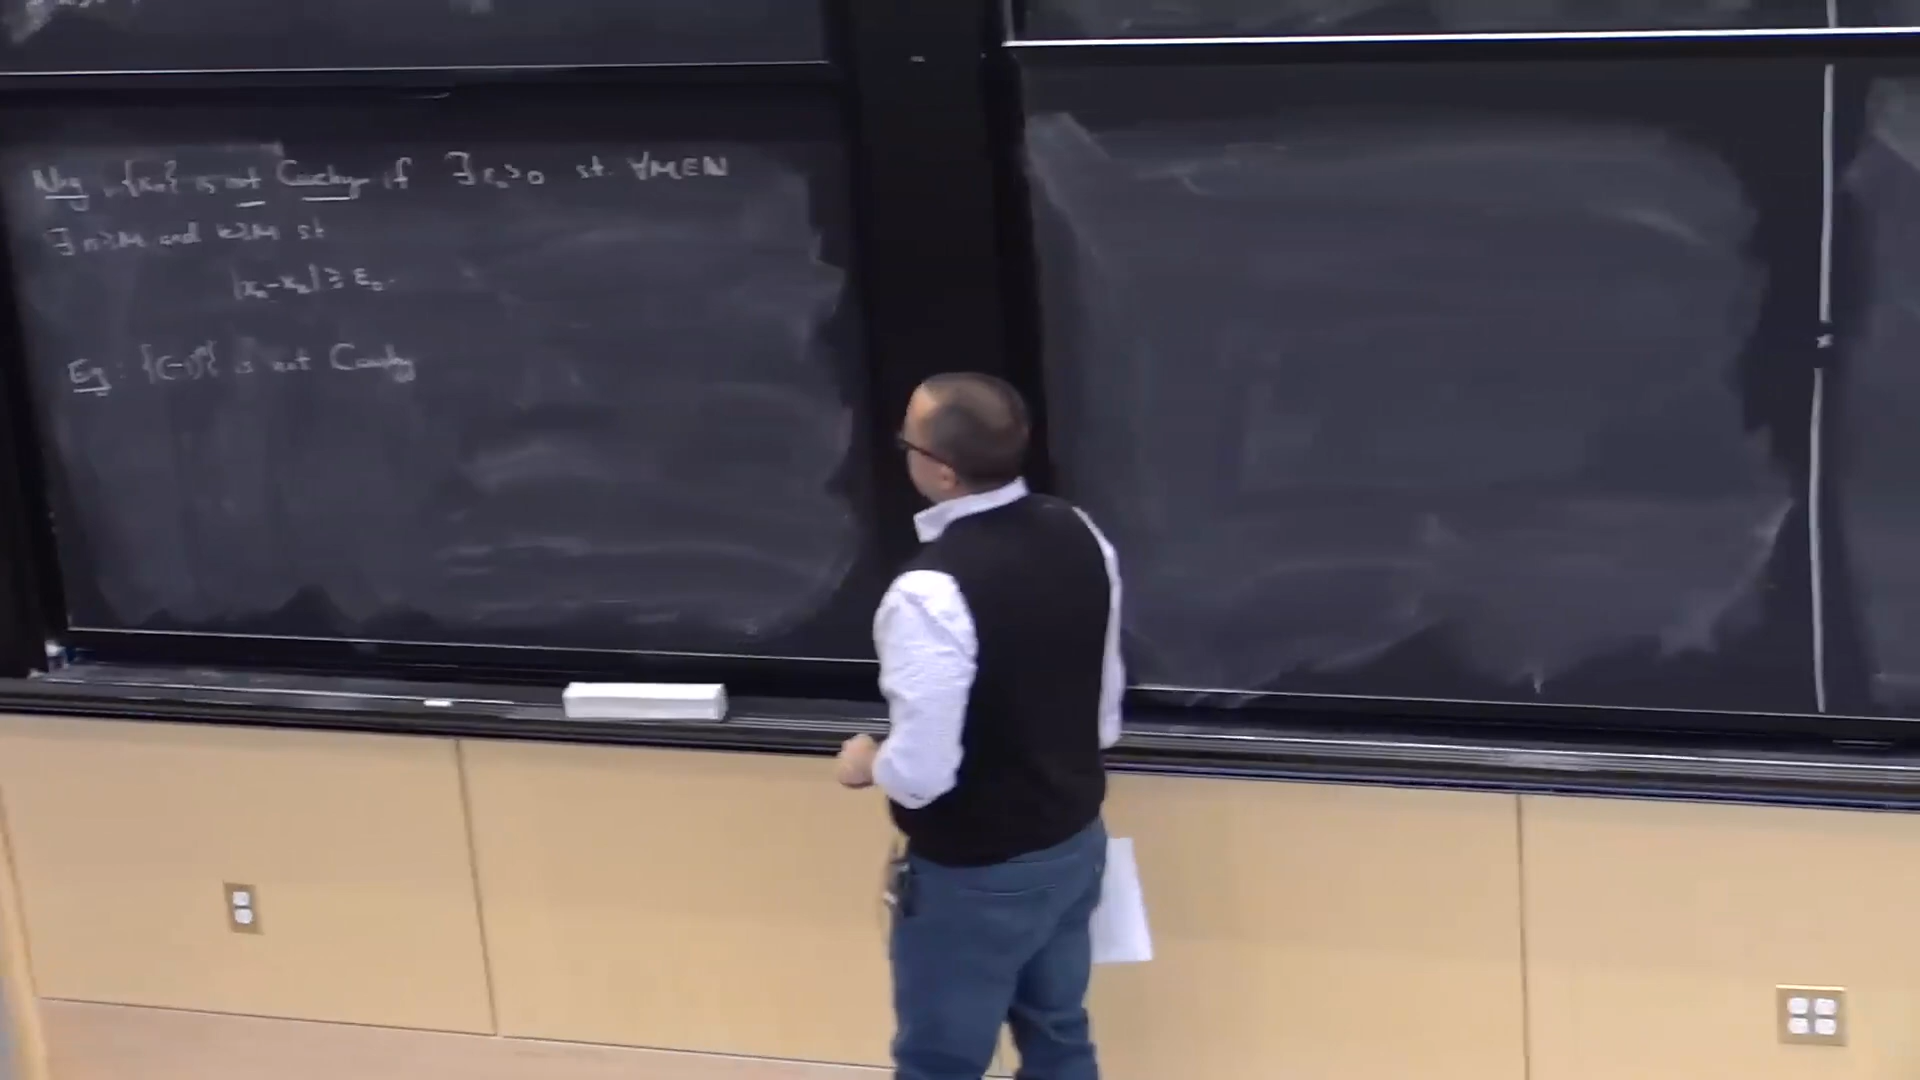 Neg. {xₙ} is not Cauchy if ∃ ε₀>0 st. ∀M∈ℕ
∃ n≥M and k≥M st
|xₙ-xₖ| ≥ ε₀.
Eg: {(-1)ⁿ} is not Cauchy